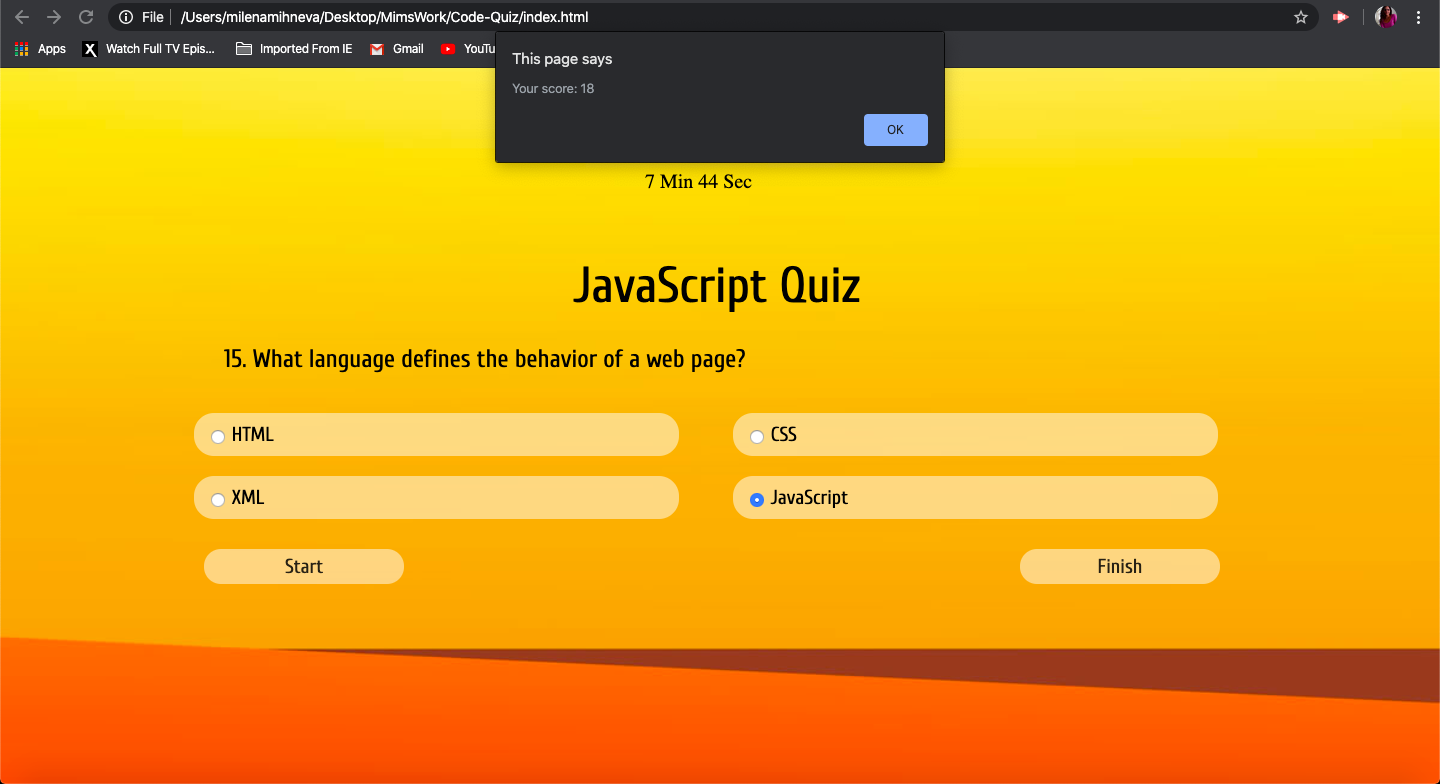 File /Users/milenamihneva/Desktop/MimsWork/Code-Quiz/index.html
Apps X Watch Full TV Epis... Imported From IE Gmail YouTu
This page says
Your score: 18
OK
7 Min 44 Sec
JavaScript Quiz
15. What language defines the behavior of a web page?
HTML CSS
XML JavaScript
Start Finish